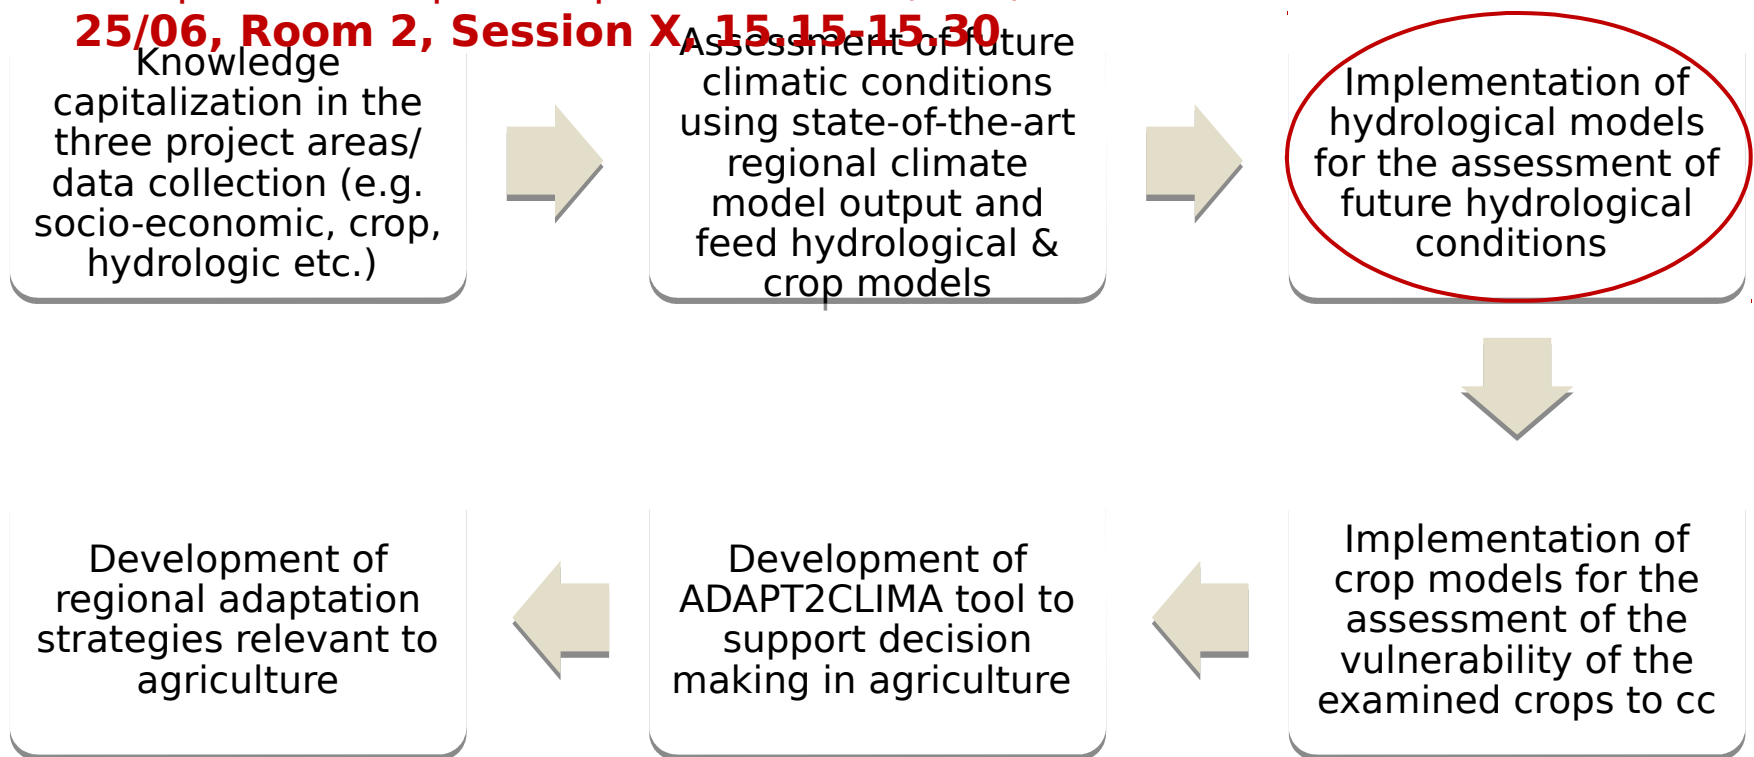 25/06, Room 2, Session X, 15.15-15.30
Knowledge
capitalization in the
three project areas/
data collection (e.g.
socio-economic, crop,
hydrologic etc.)
Assessment of future
climatic conditions
using state-of-the-art
regional climate
model output and
feed hydrological &
crop models
Implementation of
hydrological models
for the assessment of
future hydrological
conditions
Implementation of
crop models for the
assessment of the
vulnerability of the
examined crops to cc
Development of
ADAPT2CLIMA tool to
support decision
making in agriculture
Development of
regional adaptation
strategies relevant to
agriculture